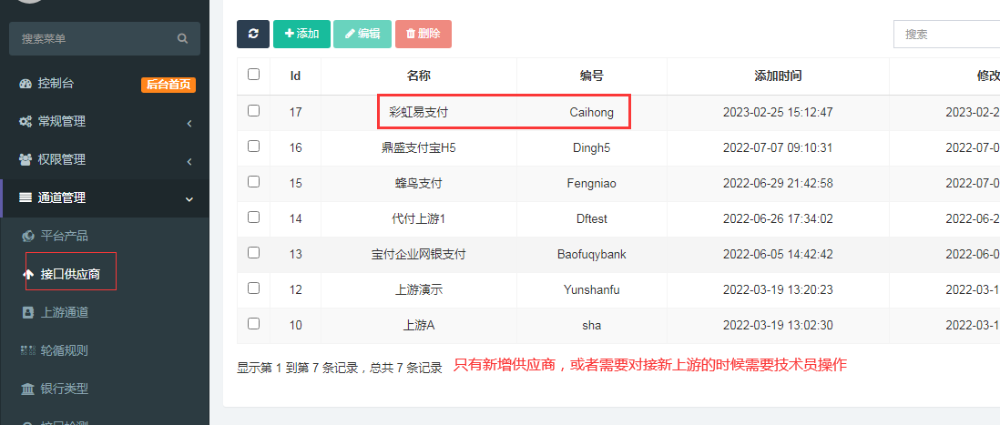 搜索菜单
控制台 后台首页
常规管理
权限管理
通道管理
平台产品
接口供应商
上游通道
轮循规则
银行类型
添加 编辑 删除 搜索
Id 名称 编号 添加时间 修改
17 彩虹易支付 Caihong 2023-02-25 15:12:47 2023-02-2
16 鼎盛支付宝H5 Dingh5 2022-07-07 09:10:31 2022-07-0
15 蜂鸟支付 Fengniao 2022-06-29 21:42:58 2022-07-0
14 代付上游1 Dftest 2022-06-26 17:34:02 2022-06-2
13 宝付企业网银支付 Baofuqybank 2022-06-05 14:42:42 2022-06-0
12 上游演示 Yunshanfu 2022-03-19 13:20:23 2022-03-1
10 上游A sha 2022-03-19 13:02:30 2022-03-1
显示第 1 到第 7 条记录，总共 7 条记录 只有新增供应商，或者需要对接新上游的时候需要技术员操作